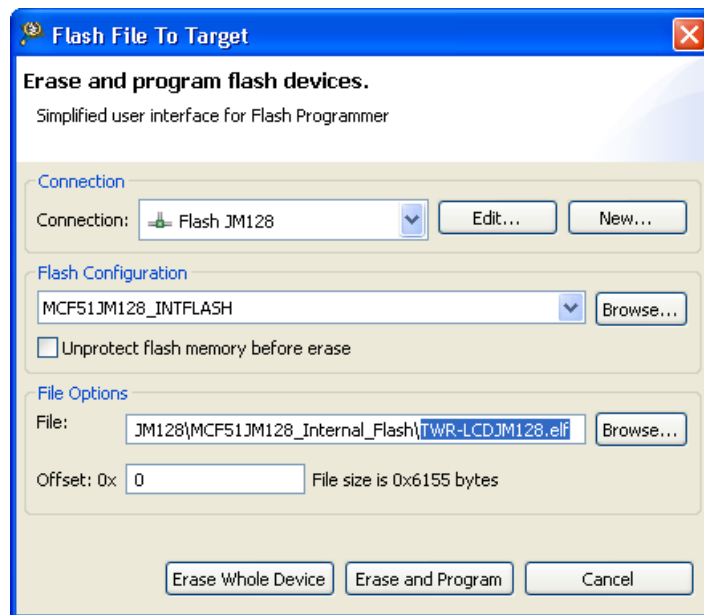 Flash File To Target
Erase and program flash devices.
Simplified user interface for Flash Programmer
Connection
Connection: Flash JM128 Edit... New...
Flash Configuration
MCF51JM128_INTFLASH Browse...
Unprotect flash memory before erase
File Options
File: JM128\MCF51JM128_Internal_Flash\TWR-LCDJM128.elf Browse...
Offset: 0x 0 File size is 0x6155 bytes
Erase Whole Device Erase and Program Cancel